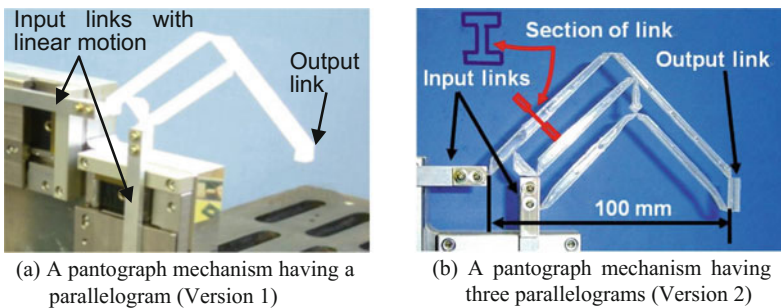 Input links with
linear motion
Output
link
(a) A pantograph mechanism having a
parallelogram (Version 1)
Section of link
Input links
Output link
100 mm
(b) A pantograph mechanism having
three parallelograms (Version 2)